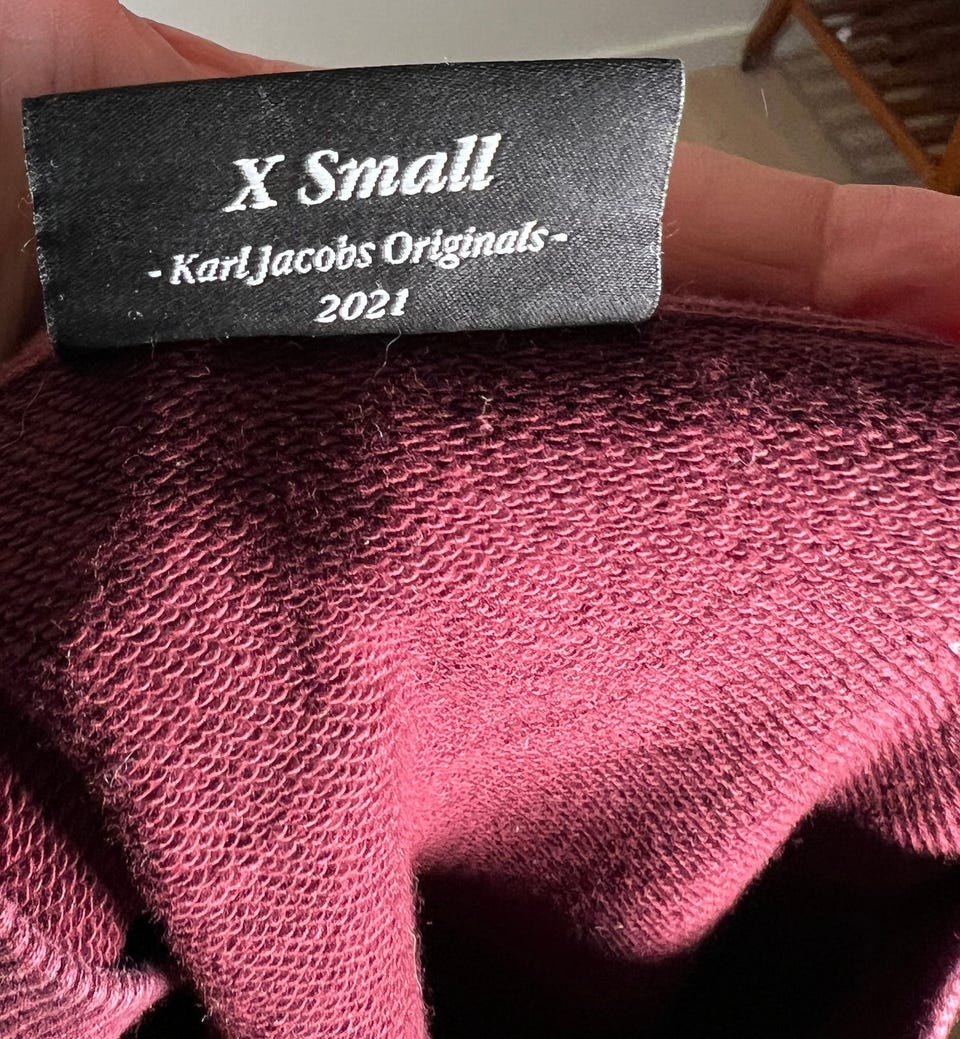 X Small
- Karl Jacobs Originals -
2021